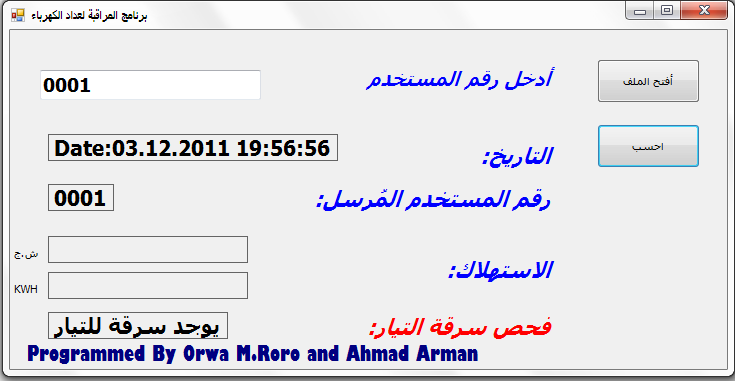 برنامج المراقبة لعداد الكهرباء
أفتح الملف
أدخل رقم المستخدم
0001
احسب
التاريخ:
Date:03.12.2011 19:56:56
رقم المستخدم المُرسل:
0001
الاستهلاك:
ش.ج
KWH
فحص سرقة التيار:
يوجد سرقة للتيار
Programmed By Orwa M.Roro and Ahmad Arman